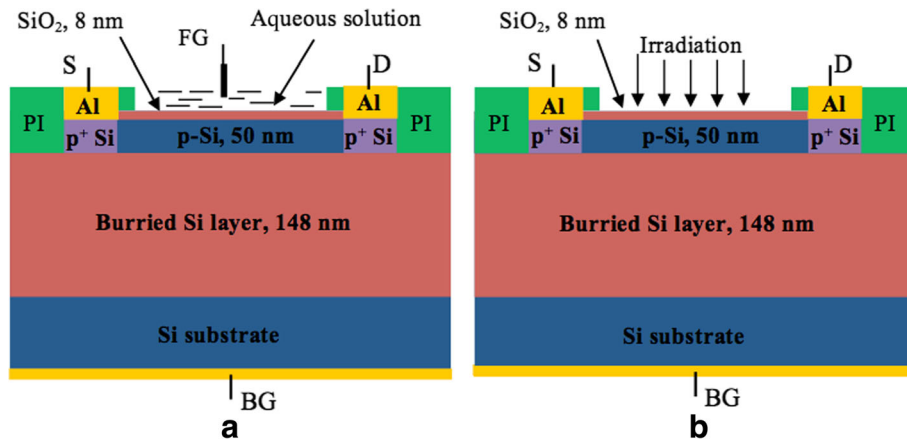 SiO₂, 8 nm
FG
Aqueous solution
S
D
Al
Al
PI
PI
p⁺ Si
p-Si, 50 nm
p⁺ Si
Burried Si layer, 148 nm
Si substrate
BG
a
SiO₂, 8 nm
Irradiation
S
D
Al
Al
PI
PI
p⁺ Si
p-Si, 50 nm
p⁺ Si
Burried Si layer, 148 nm
Si substrate
BG
b